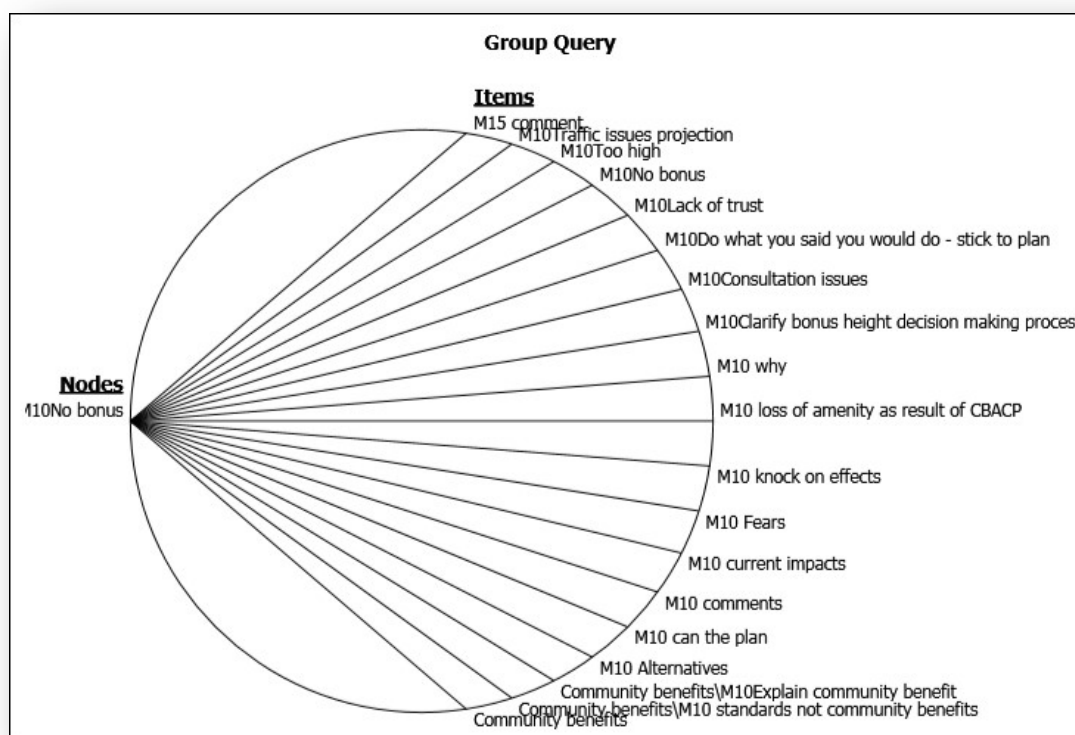 Group Query
Items
M15 comment
M10Traffic issues projection
M10Too high
M10No bonus
M10Lack of trust
M10Do what you said you would do - stick to plan
M10Consultation issues
M10Clarify bonus height decision making proces
M10 why
Nodes
M10No bonus
M10 loss of amenity as result of CBACP
M10 knock on effects
M10 Fears
M10 current impacts
M10 comments
M10 can the plan
M10 Alternatives
Community benefits\M10Explain community benefit
Community benefits\M10 standards not community benefits
Community benefits